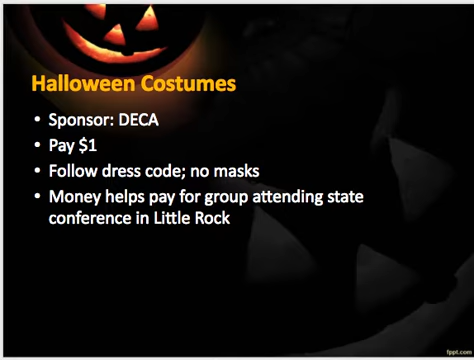 Halloween Costumes
• Sponsor: DECA
• Pay $1
• Follow dress code; no masks
• Money helps pay for group attending state
conference in Little Rock
fppt.com